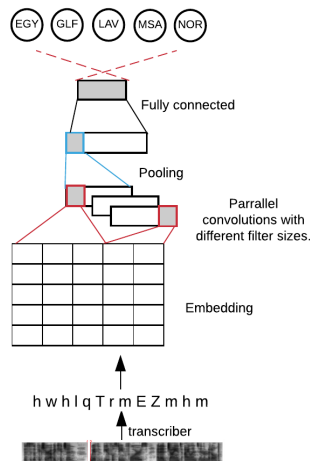 EGY GLF LAV MSA NOR
Fully connected
Pooling
Parrallel
convolutions with
different filter sizes.
Embedding
h w h l q T r m E Z m h m
transcriber